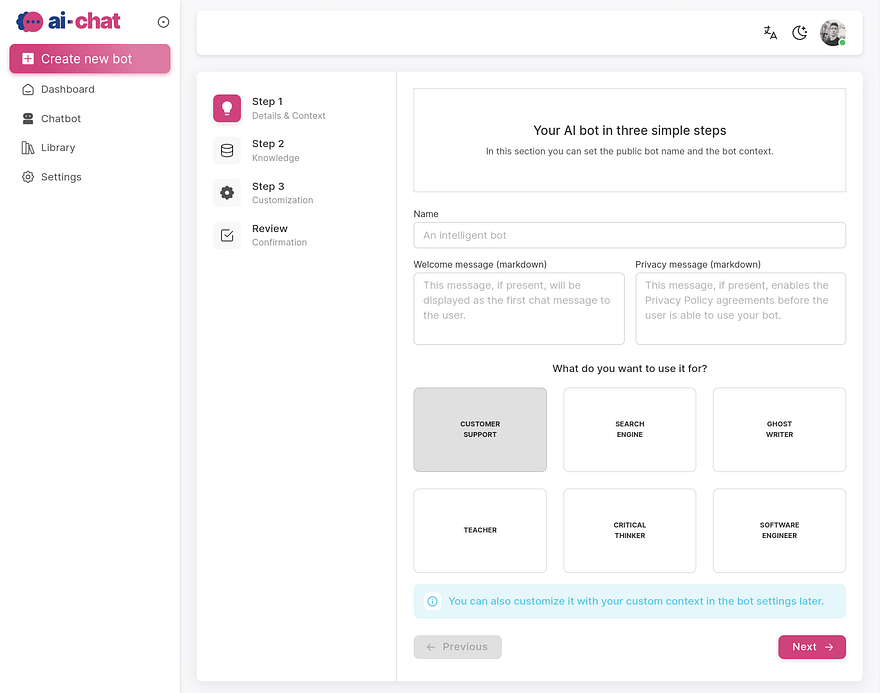 ai-chat
Create new bot
Dashboard
Chatbot
Library
Settings
Step 1
Details & Context
Step 2
Knowledge
Step 3
Customization
Review
Confirmation
Your AI bot in three simple steps
In this section you can set the public bot name and the bot context.
Name
An intelligent bot
Welcome message (markdown)
This message, if present, will be
displayed as the first chat message to
the user.
Privacy message (markdown)
This message, if present, enables the
Privacy Policy agreements before the
user is able to use your bot.
What do you want to use it for?
CUSTOMER
SUPPORT
SEARCH
ENGINE
GHOST
WRITER
TEACHER
CRITICAL
THINKER
SOFTWARE
ENGINEER
You can also customize it with your custom context in the bot settings later.
Previous
Next